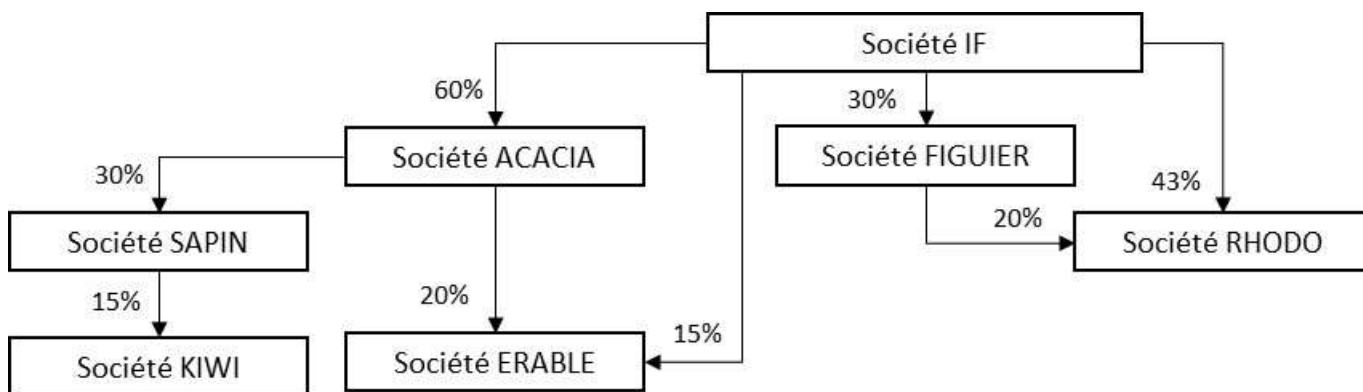 Société IF
60%
30%
Société ACACIA
Société FIGUIER
30%
43%
Société SAPIN
20%
Société RHODO
15%
20%
15%
Société KIWI
Société ERABLE